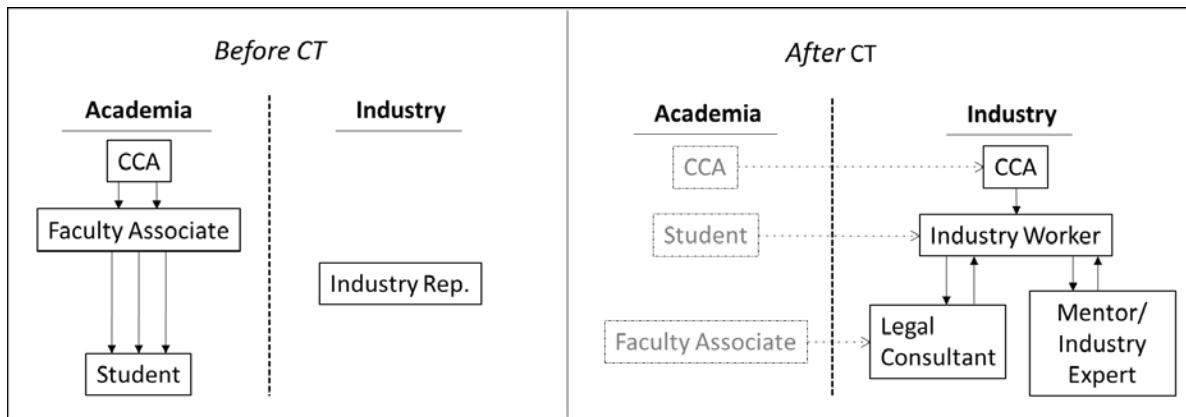 Before CT
Academia
Industry
CCA
Faculty Associate
Industry Rep.
Student
After CT
Academia
Industry
CCA
CCA
Student
Industry Worker
Faculty Associate
Legal
Consultant
Mentor/
Industry
Expert